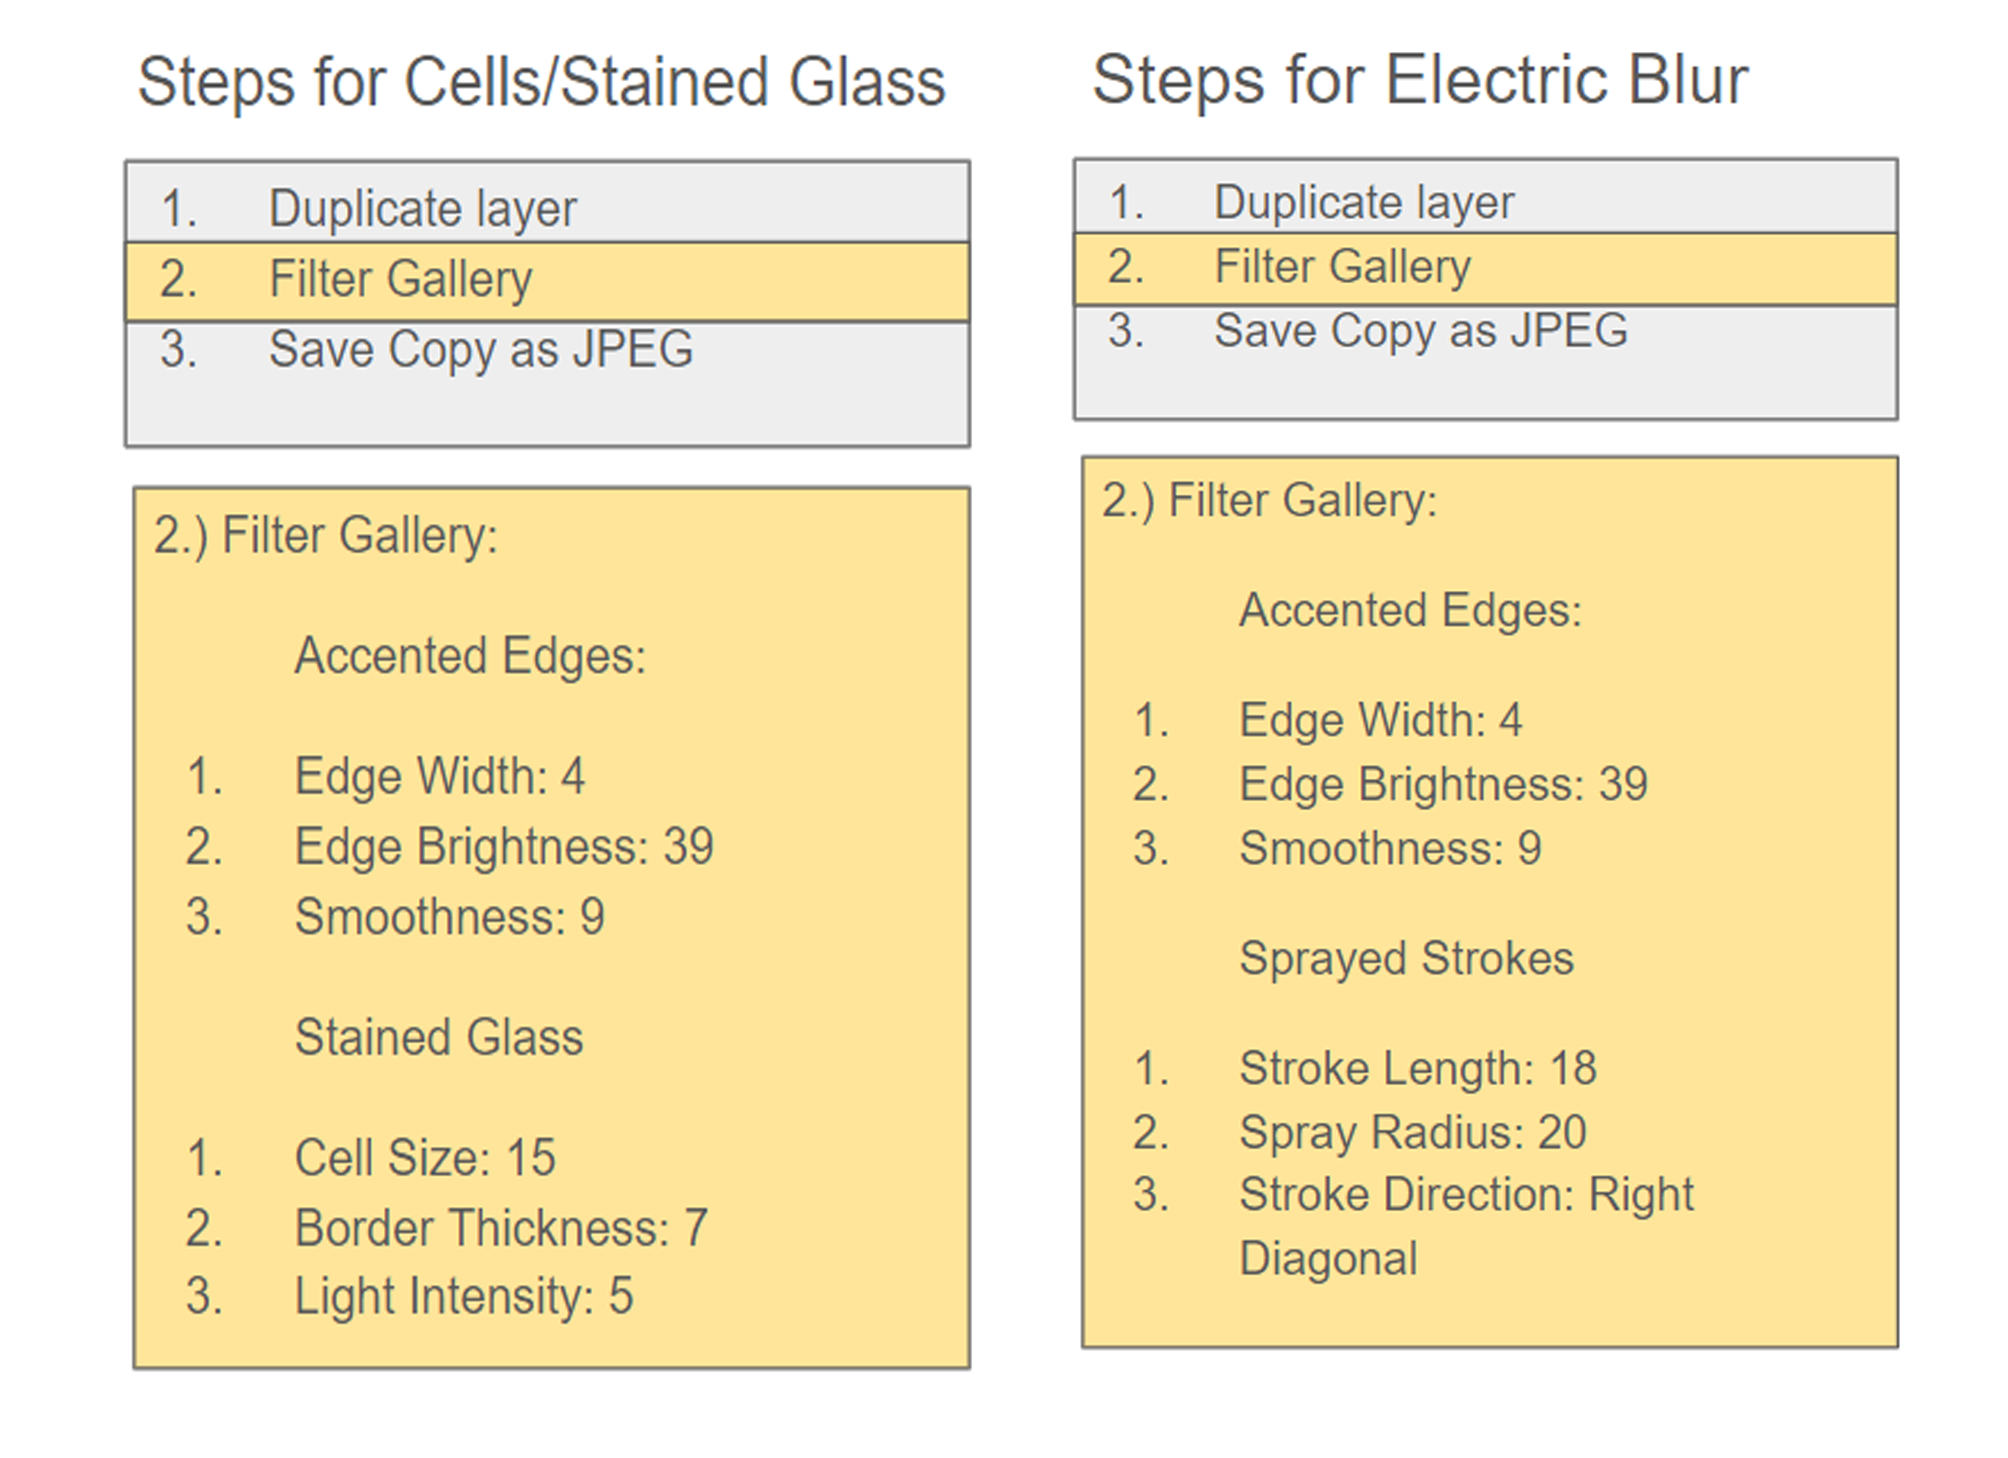 Steps for Cells/Stained Glass
1. Duplicate layer
2. Filter Gallery
3. Save Copy as JPEG
2.) Filter Gallery:
Accented Edges:
1. Edge Width: 4
2. Edge Brightness: 39
3. Smoothness: 9
Stained Glass
1. Cell Size: 15
2. Border Thickness: 7
3. Light Intensity: 5
Steps for Electric Blur
1. Duplicate layer
2. Filter Gallery
3. Save Copy as JPEG
2.) Filter Gallery:
Accented Edges:
1. Edge Width: 4
2. Edge Brightness: 39
3. Smoothness: 9
Sprayed Strokes
1. Stroke Length: 18
2. Spray Radius: 20
3. Stroke Direction: Right
Diagonal